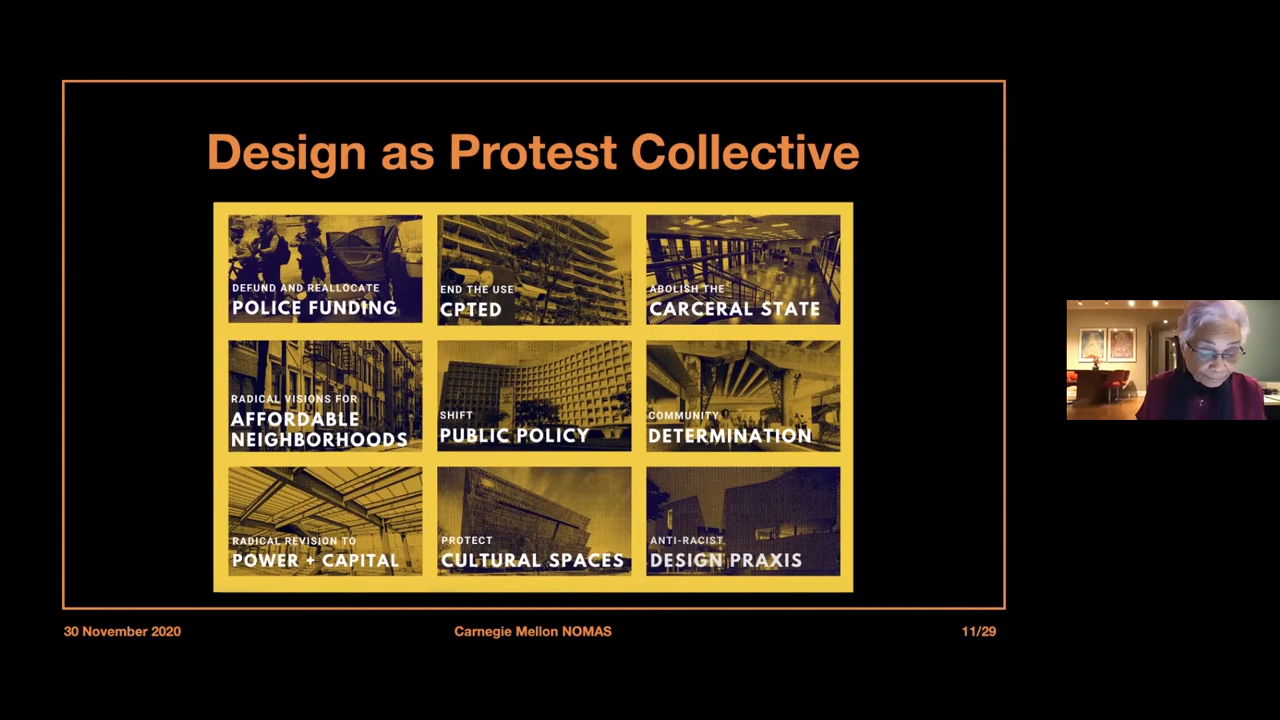 Design as Protest Collective
DEFUND AND REALLOCATE
POLICE FUNDING
END THE USE
CPTED
ABOLISH THE
CARCERAL STATE
RADICAL VISIONS FOR
AFFORDABLE
NEIGHBORHOODS
SHIFT
PUBLIC POLICY
COMMUNITY
DETERMINATION
RADICAL REVISION TO
POWER + CAPITAL
PROTECT
CULTURAL SPACES
ANTI-RACIST
DESIGN PRAXIS
30 November 2020
Carnegie Mellon NOMAS
11/29